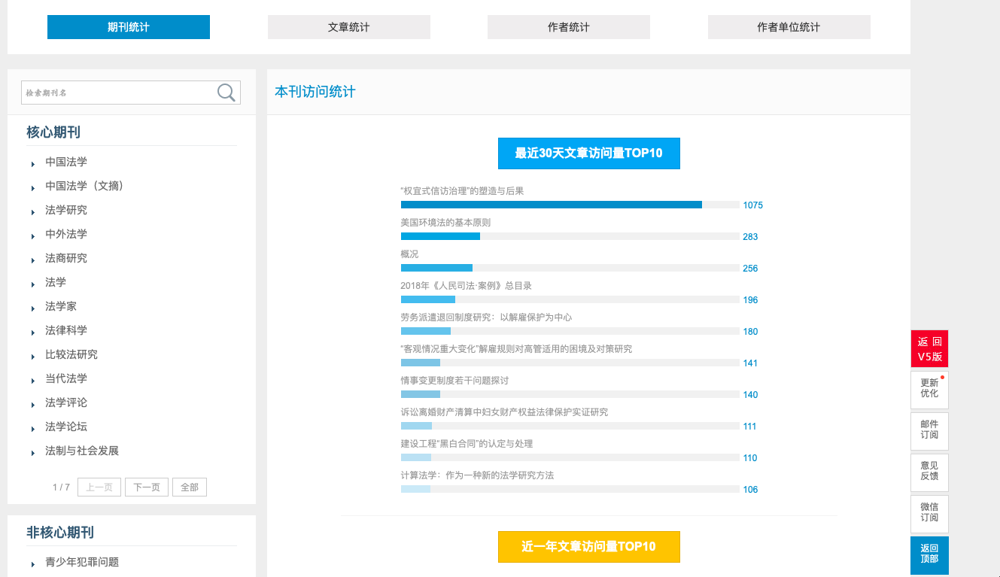 期刊统计
文章统计
作者统计
作者单位统计
检索期刊名
核心期刊
中国法学
中国法学（文摘）
法学研究
中外法学
法商研究
法学
法学家
法律科学
比较法研究
当代法学
法学评论
法学论坛
法制与社会发展
1 / 7 上一页 下一页 全部
非核心期刊
青少年犯罪问题
本刊访问统计
最近30天文章访问量TOP10
“权宜式信访治理”的塑造与后果
1075
美国环境法的基本原则
283
概况
256
2018年《人民司法·案例》总目录
196
劳务派遣退回制度研究：以解雇保护为中心
180
“客观情况重大变化”解雇规则对高管适用的困境及对策研究
141
情事变更制度若干问题探讨
140
诉讼离婚财产清算中妇女财产权益法律保护实证研究
111
建设工程“黑白合同”的认定与处理
110
计算法学：作为一种新的法学研究方法
106
近一年文章访问量TOP10
返 回
V5版
更新
优化
邮件
订阅
意见
反馈
微信
订阅
返回
顶部